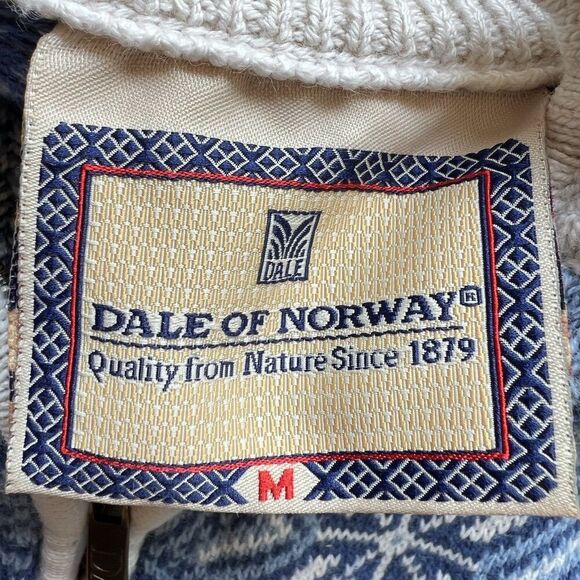 DALE
DALE OF NORWAY®
Quality from Nature Since 1879
M